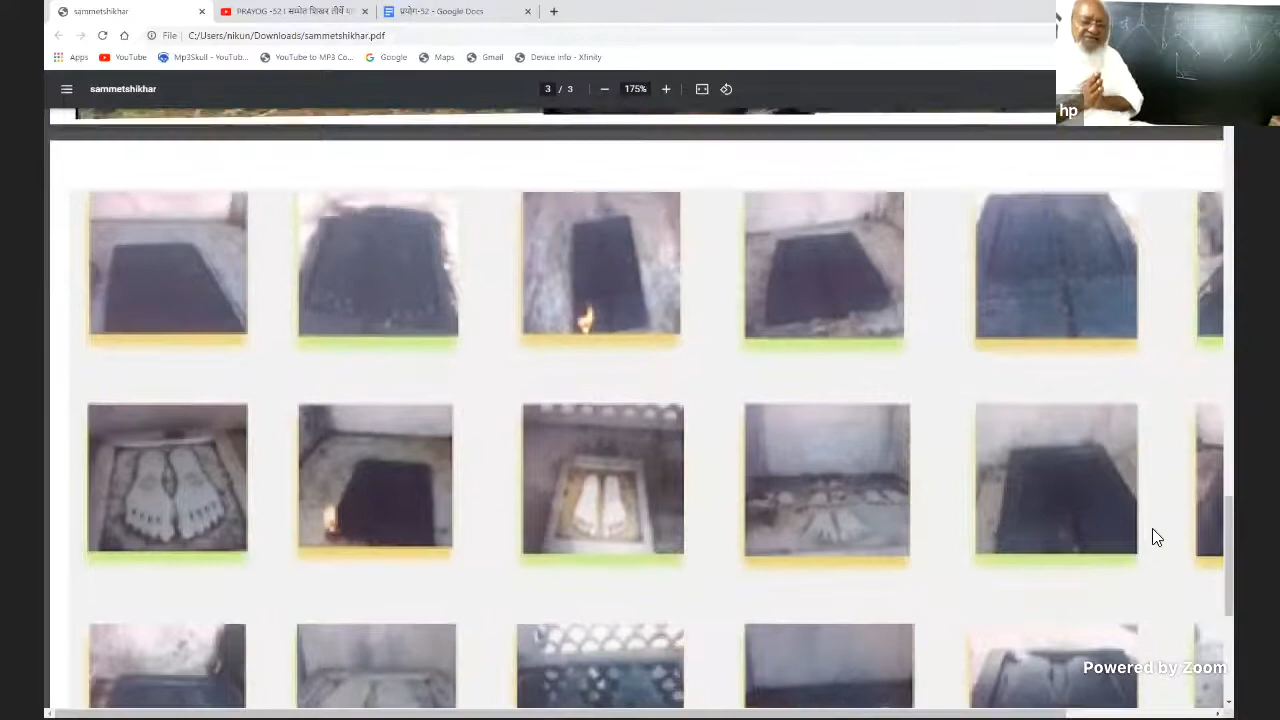 sammetshikhar
PRAYOG -52 I सम्मेत शिखर तीर्थ
प्रयोग-52 - Google Docs
File
C:/Users/nikun/Downloads/sammetshikhar.pdf
Apps
YouTube
Mp3Skull - YouTub...
YouTube to MP3 Co...
Google
Maps
Gmail
Device Info - Xfinity
sammetshikhar
3 / 3
175%
hp
Powered by Zoom